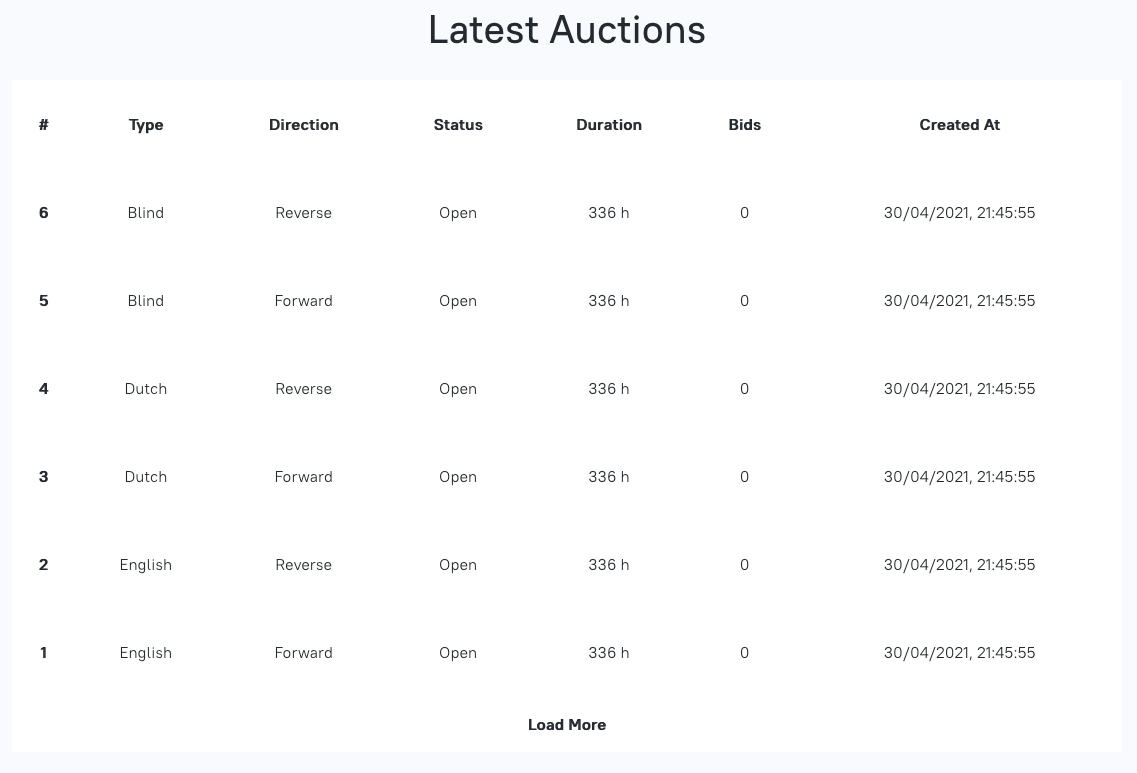 Latest Auctions
# Type Direction Status Duration Bids Created At
6 Blind Reverse Open 336 h 0 30/04/2021, 21:45:55
5 Blind Forward Open 336 h 0 30/04/2021, 21:45:55
4 Dutch Reverse Open 336 h 0 30/04/2021, 21:45:55
3 Dutch Forward Open 336 h 0 30/04/2021, 21:45:55
2 English Reverse Open 336 h 0 30/04/2021, 21:45:55
1 English Forward Open 336 h 0 30/04/2021, 21:45:55
Load More